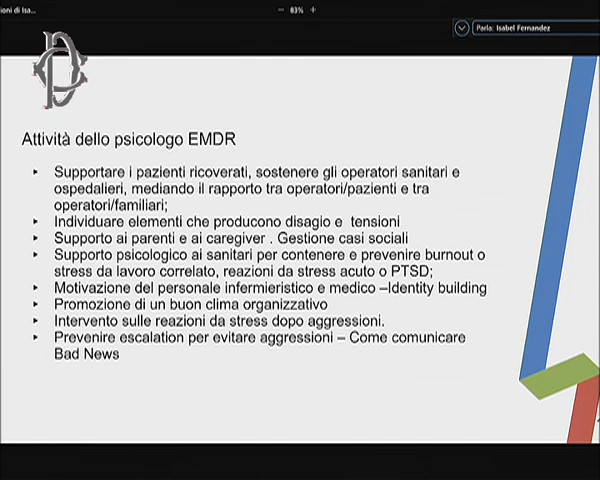 ioni di Isa...
— 83% +
Parla: Isabel Fernandez
Attività dello psicologo EMDR
‣ Supportare i pazienti ricoverati, sostenere gli operatori sanitari e
ospedalieri, mediando il rapporto tra operatori/pazienti e tra
operatori/familiari;
‣ Individuare elementi che producono disagio e  tensioni
‣ Supporto ai parenti e ai caregiver . Gestione casi sociali
‣ Supporto psicologico ai sanitari per contenere e prevenire burnout o
stress da lavoro correlato, reazioni da stress acuto o PTSD;
‣ Motivazione del personale infermieristico e medico –Identity building
‣ Promozione di un buon clima organizzativo
‣ Intervento sulle reazioni da stress dopo aggressioni.
‣ Prevenire escalation per evitare aggressioni – Come comunicare
Bad News